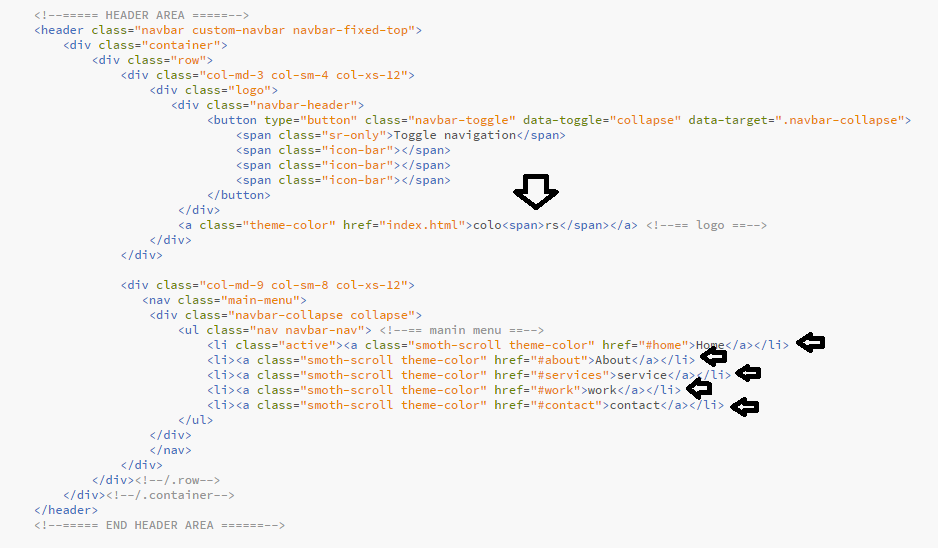 <!--===== HEADER AREA ======-->
<header class="navbar custom-navbar navbar-fixed-top">
<div class="container">
<div class="row">
<div class="col-md-3 col-sm-4 col-xs-12">
<div class="logo">
<div class="navbar-header">
<button type="button" class="navbar-toggle" data-toggle="collapse" data-target=".navbar-collapse">
<span class="sr-only">Toggle navigation</span>
<span class="icon-bar"></span>
<span class="icon-bar"></span>
<span class="icon-bar"></span>
</button>
</div>
<a class="theme-color" href="index.html">colo<span>rs</span></a> <!--== logo ==-->
</div>
</div>
<div class="col-md-9 col-sm-8 col-xs-12">
<nav class="main-menu">
<div class="navbar-collapse collapse">
<ul class="nav navbar-nav"> <!--== manin menu ==-->
<li class="active"><a class="smoth-scroll theme-color" href="#home">Home</a></li>
<li><a class="smoth-scroll theme-color" href="#about">About</a></li>
<li><a class="smoth-scroll theme-color" href="#services">service</a></li>
<li><a class="smoth-scroll theme-color" href="#work">work</a></li>
<li><a class="smoth-scroll theme-color" href="#contact">contact</a></li>
</ul>
</div>
</nav>
</div>
</div><!--/.row-->
</div><!--/.container-->
</header>
<!--===== END HEADER AREA =======-->